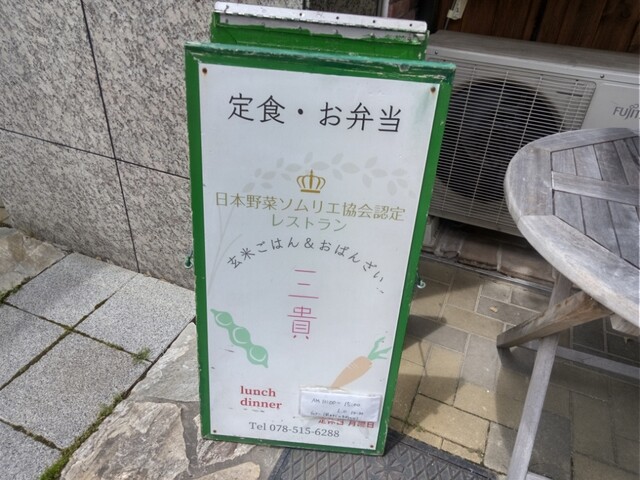 定食・お弁当
日本野菜ソムリエ協会認定
レストラン
玄米ごはん＆おばんざい
三貴
lunch
dinner
Tel 078-515-6288
FUJIT